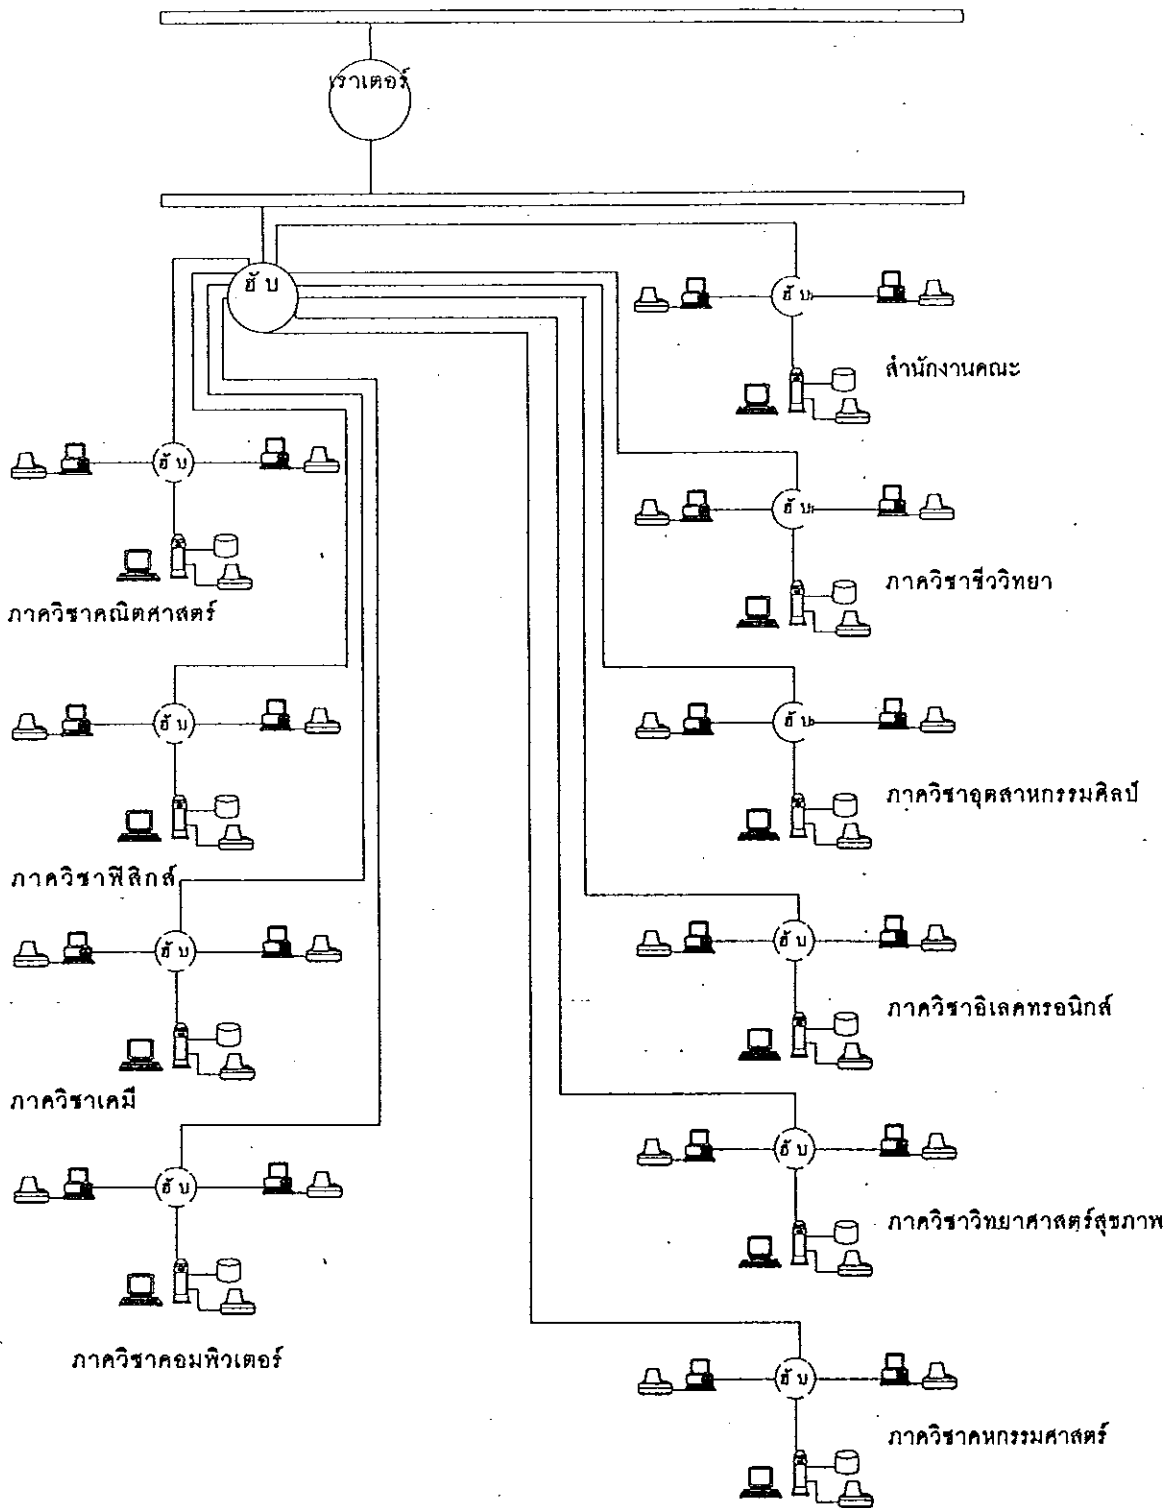 เราเตอร์
ฮับ
ฮับ
สำนักงานคณะ
ฮับ
ภาควิชาคณิตศาสตร์
ฮับ
ภาควิชาชีววิทยา
ฮับ
ภาควิชาฟิสิกส์
ฮับ
ภาควิชาอุตสาหกรรมศิลป์
ฮับ
ภาควิชาเคมี
ฮับ
ภาควิชาอิเลคทรอนิกส์
ฮับ
ภาควิชาคอมพิวเตอร์
ฮับ
ภาควิชาวิทยาศาสตร์สุขภาพ
ฮับ
ภาควิชาคหกรรมศาสตร์